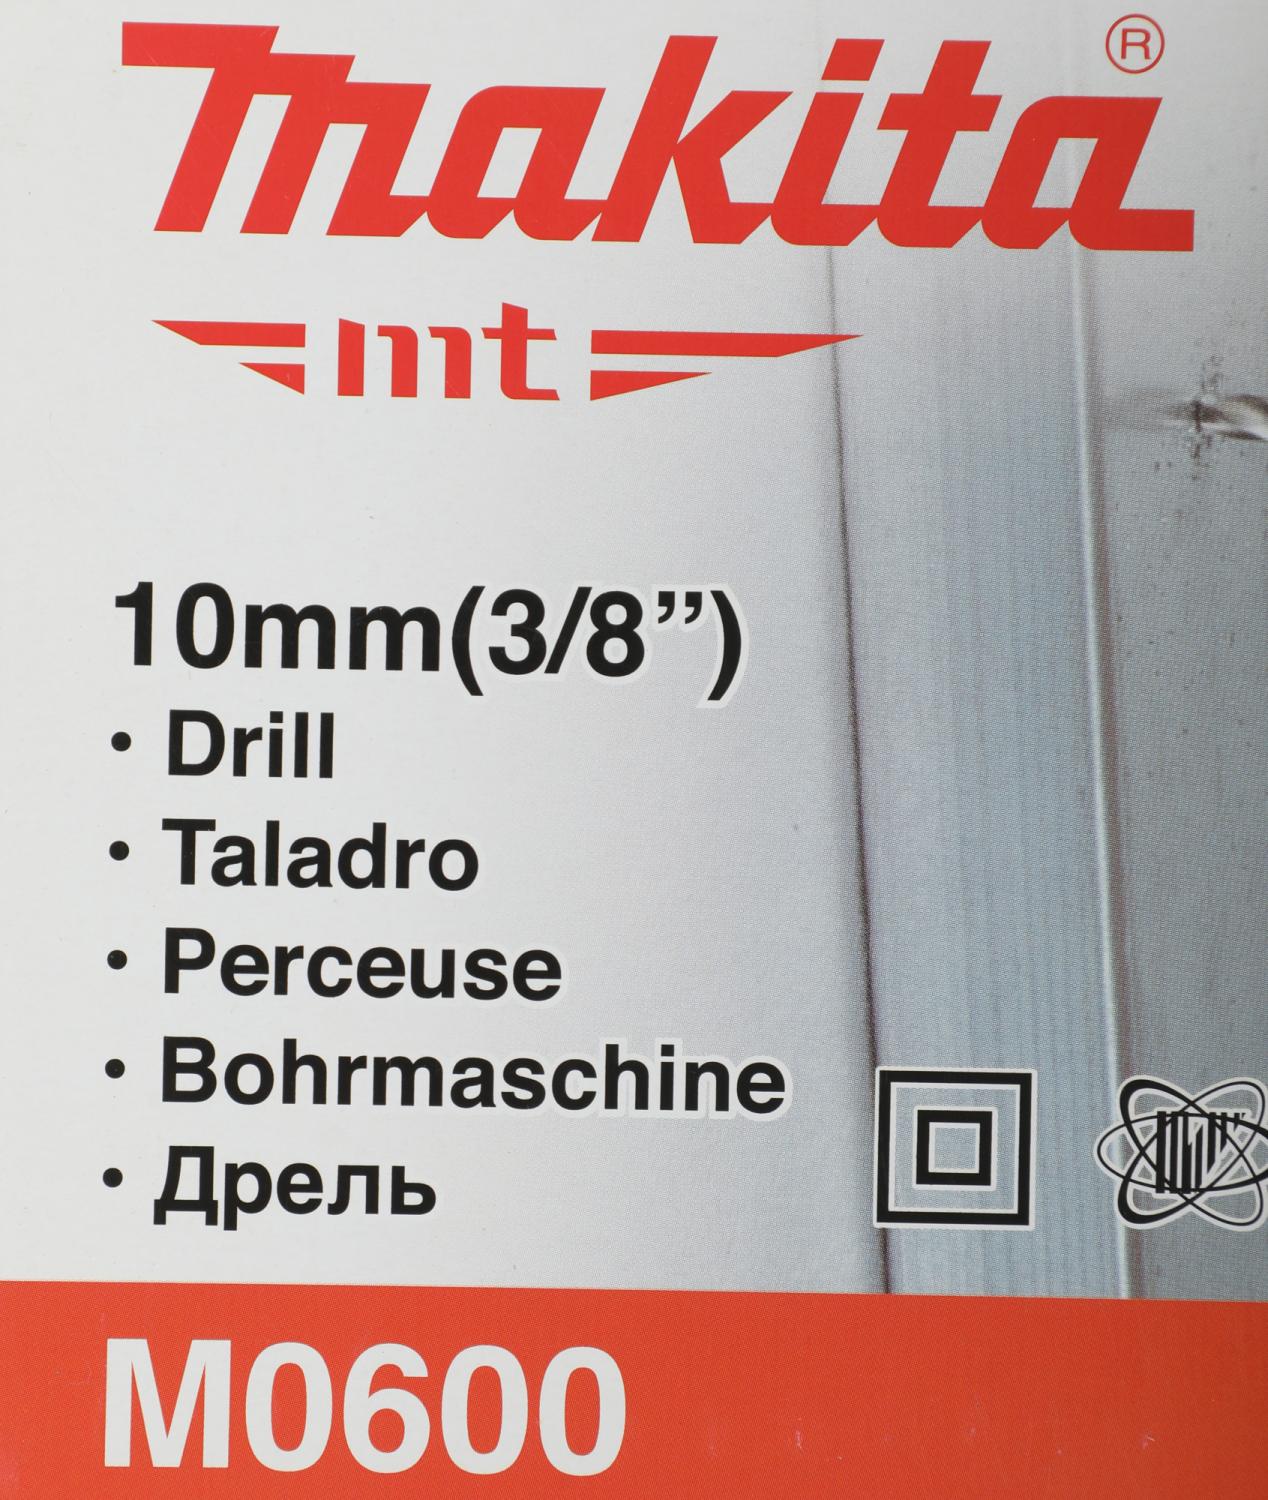 makita®
mt
10mm(3/8”)
• Drill
• Taladro
• Perceuse
• Bohrmaschine
• Дрель
M0600